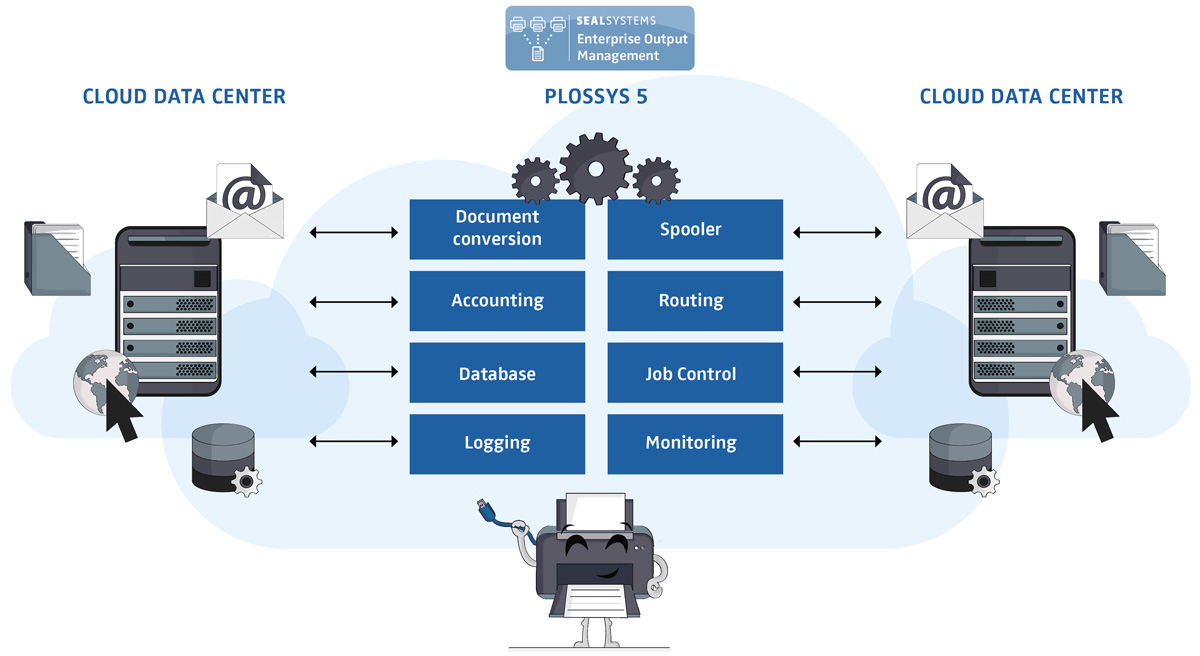 SEALSYSTEMS
Enterprise Output
Management
CLOUD DATA CENTER
PLOSSYS 5
CLOUD DATA CENTER
@
@
Document
conversion
Spooler
Accounting
Routing
Database
Job Control
Logging
Monitoring